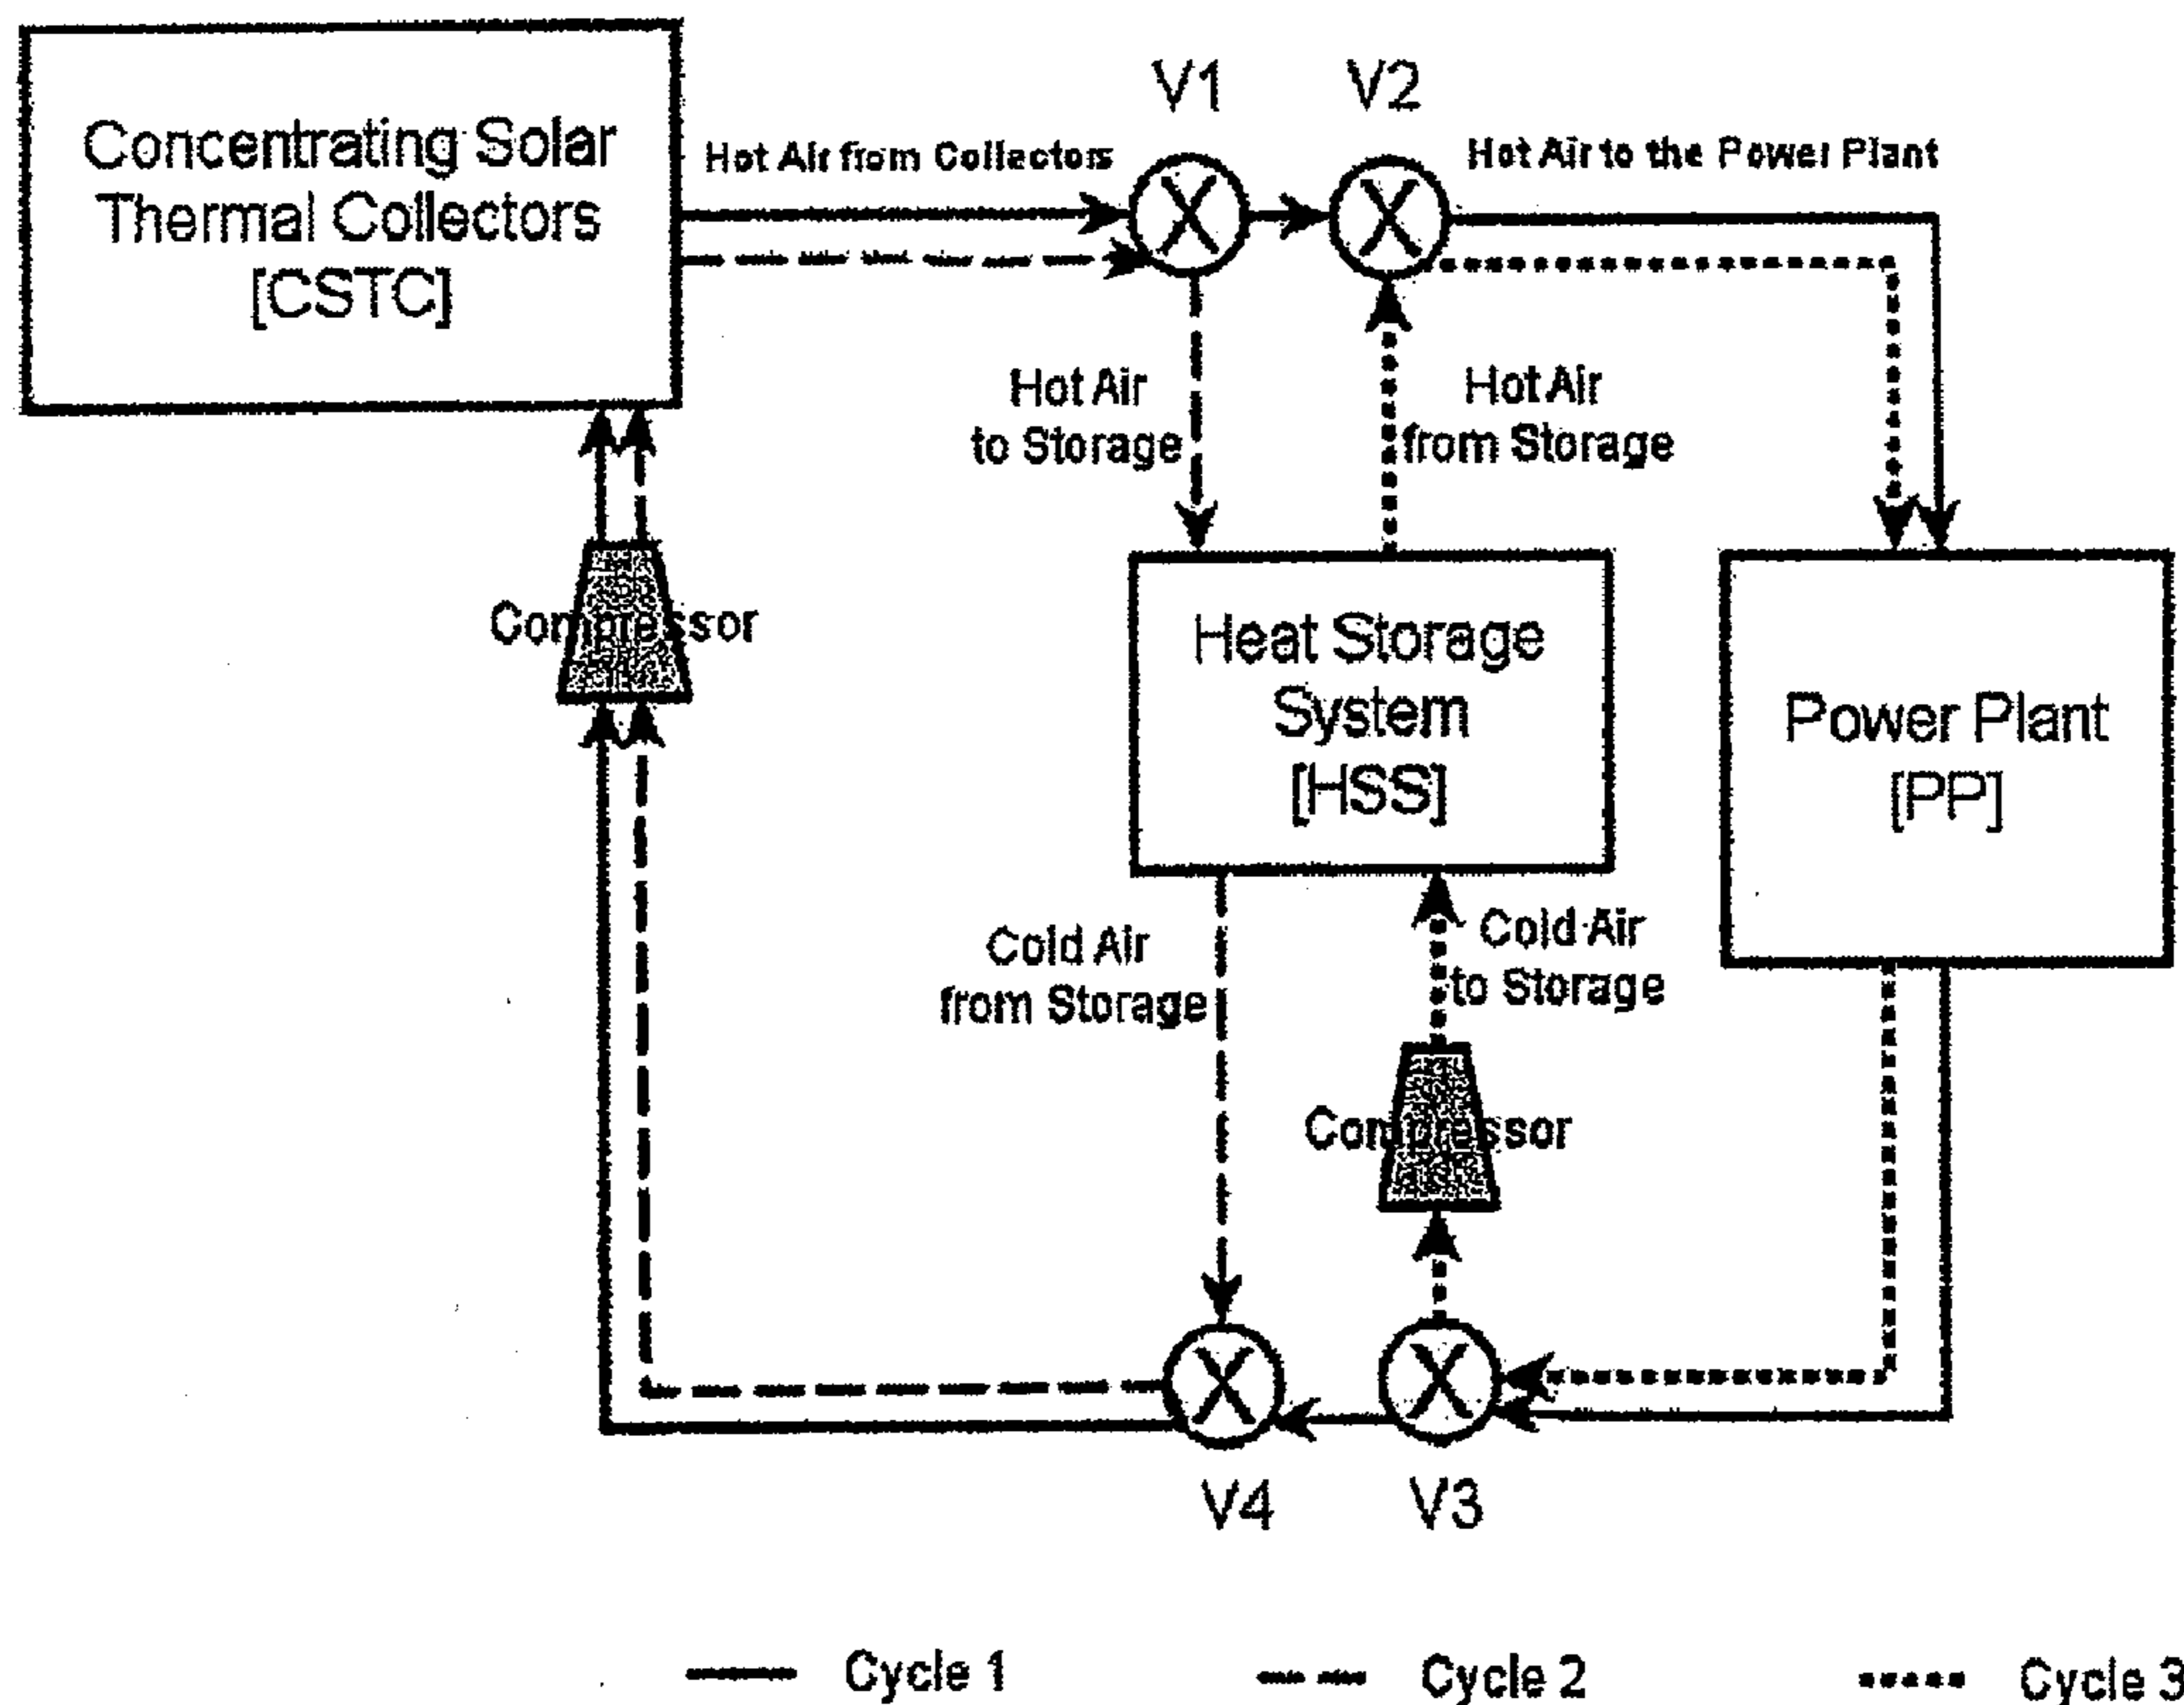 Concentrating Solar
Thermal Collectors
[CSTC]
Hot Air from Collectors
V1
V2
Hot Air to the Power Plant
Hot Air
to Storage
Hot Air
from Storage
Compressor
Heat Storage
System
[HSS]
Power Plant
[PP]
Cold Air
from Storage
Cold Air
to Storage
Compressor
V4
V3
Cycle 1
Cycle 2
Cycle 3